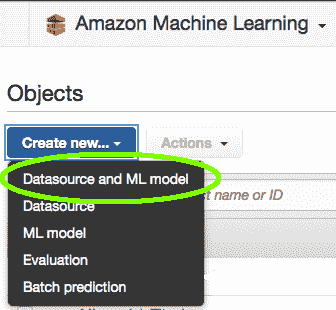 Amazon Machine Learning
Objects
Create new...
Actions
Datasource and ML model
Datasource
name or ID
ML model
Evaluation
Batch prediction